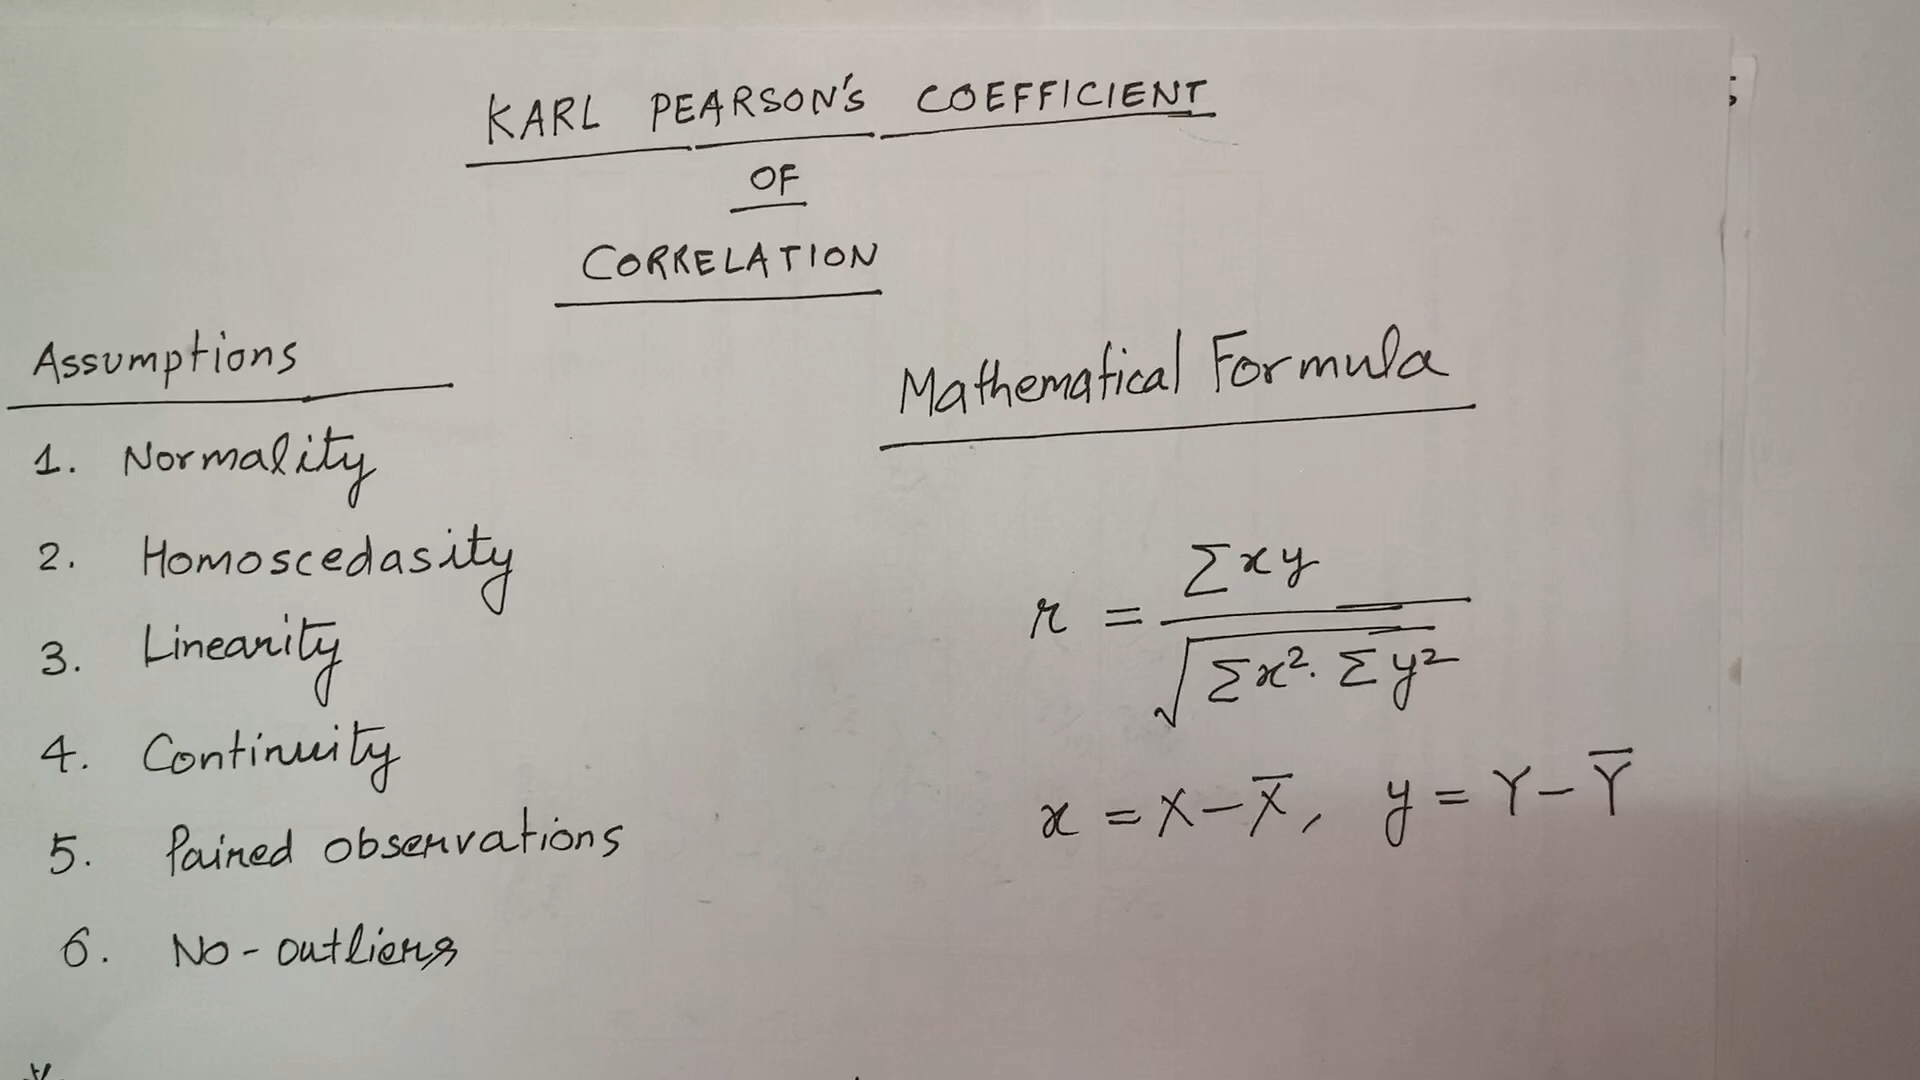 KARL PEARSON'S COEFFICIENT
OF
CORRELATION
Assumptions
1. Normality
2. Homoscedasity
3. Linearity
4. Continuity
5. Paired observations
6. No-outliers
Mathematical Formula
r = Σxy / √Σx²·Σy²
x = X – X̅, y = Y – Y̅